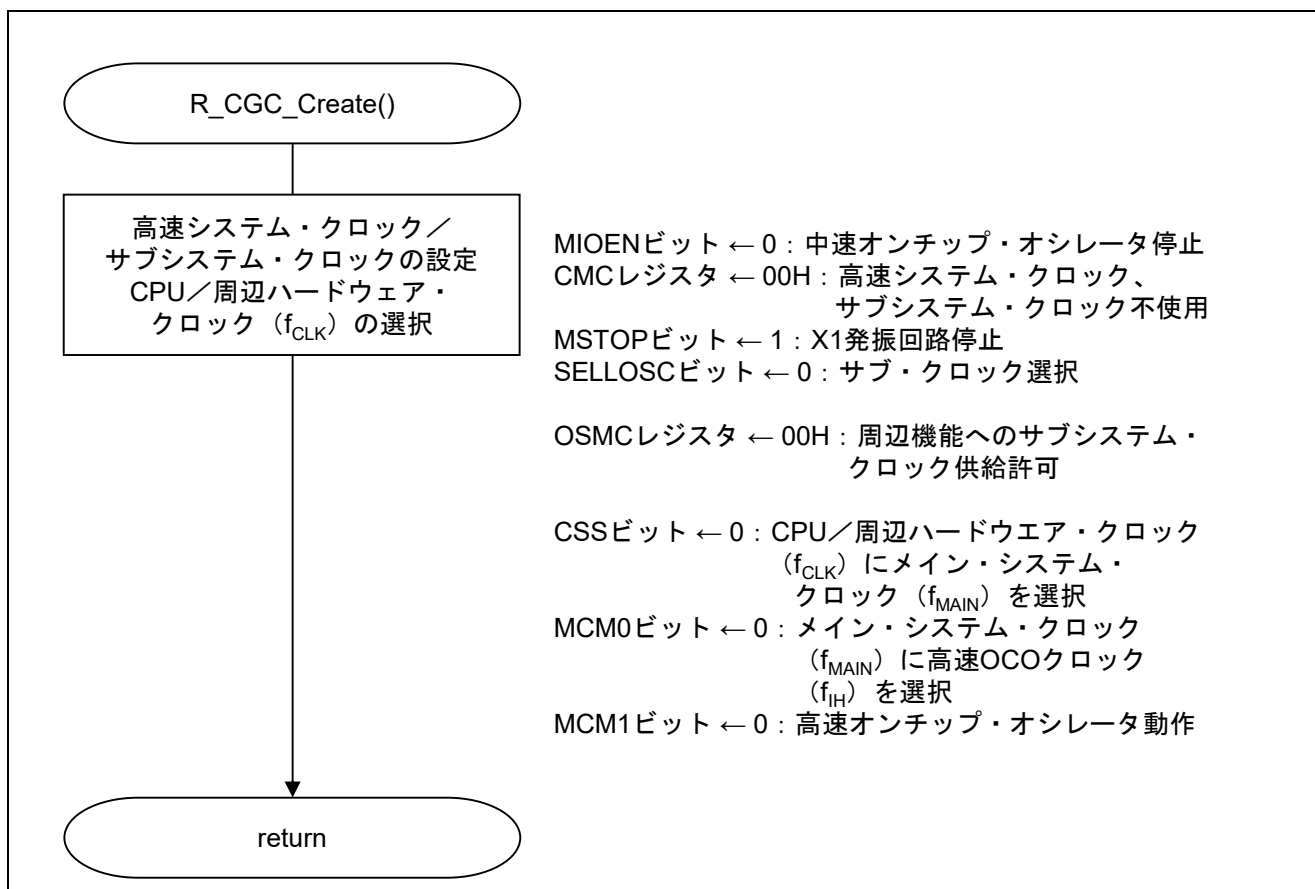 R_CGC_Create()
高速システム・クロック／
サブシステム・クロックの設定
CPU／周辺ハードウェア・
クロック（fCLK）の選択
MIOENビット ← 0：中速オンチップ・オシレータ停止
CMCレジスタ ← 00H：高速システム・クロック、
サブシステム・クロック不使用
MSTOPビット ← 1：X1発振回路停止
SELLOSCビット ← 0：サブ・クロック選択
OSMCレジスタ ← 00H：周辺機能へのサブシステム・
クロック供給許可
CSSビット ← 0：CPU／周辺ハードウエア・クロック
（fCLK）にメイン・システム・
クロック（fMAIN）を選択
MCM0ビット ← 0：メイン・システム・クロック
（fMAIN）に高速OCOクロック
（fIH）を選択
MCM1ビット ← 0：高速オンチップ・オシレータ動作
return